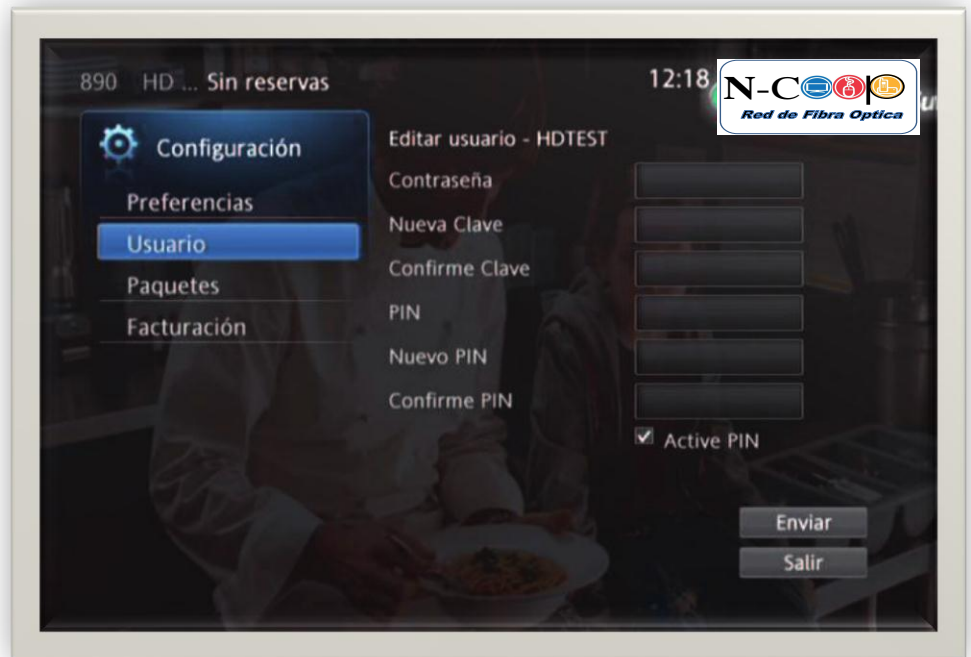 890 HD ... Sin reservas
12:18
N-COOP
Red de Fibra Optica
Configuración
Preferencias
Usuario
Paquetes
Facturación
Editar usuario - HDTEST
Contraseña
Nueva Clave
Confirme Clave
PIN
Nuevo PIN
Confirme PIN
Active PIN
Enviar
Salir